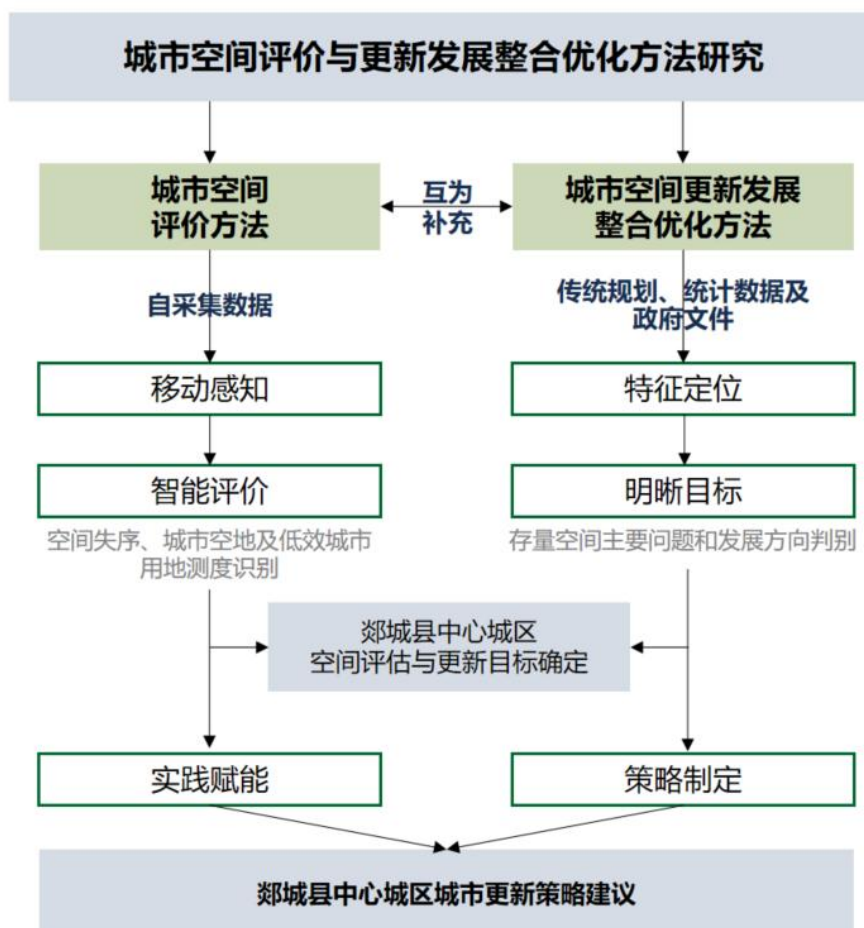 城市空间评价与更新发展整合优化方法研究
城市空间
评价方法
互为
补充
城市空间更新发展
整合优化方法
自采集数据
传统规划、统计数据及
政府文件
移动感知
特征定位
智能评价
明晰目标
空间失序、城市空地及低效城市
用地测度识别
存量空间主要问题和发展方向判别
郯城县中心城区
空间评估与更新目标确定
实践赋能
策略制定
郯城县中心城区城市更新策略建议